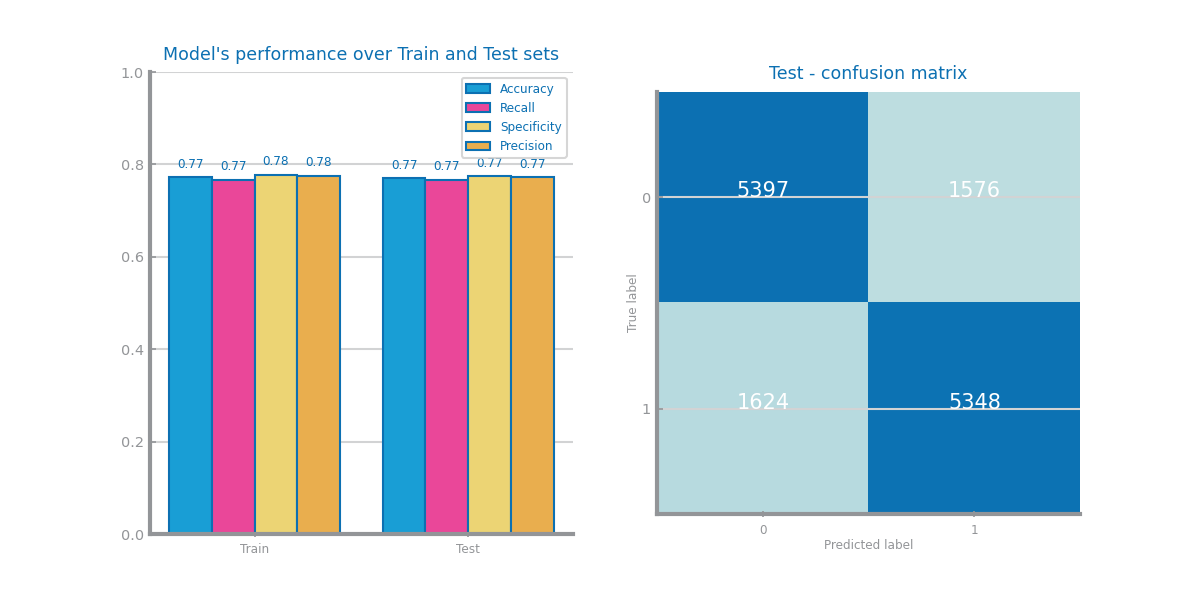 Model's performance over Train and Test sets
1.0
0.8
0.6
0.4
0.2
0.0
Accuracy
Recall
Specificity
Precision
0.77 0.77 0.78 0.78 0.77 0.77 0.77 0.77
Train Test
Test - confusion matrix
True label
0
1
5397 1576
1624 5348
0 1
Predicted label